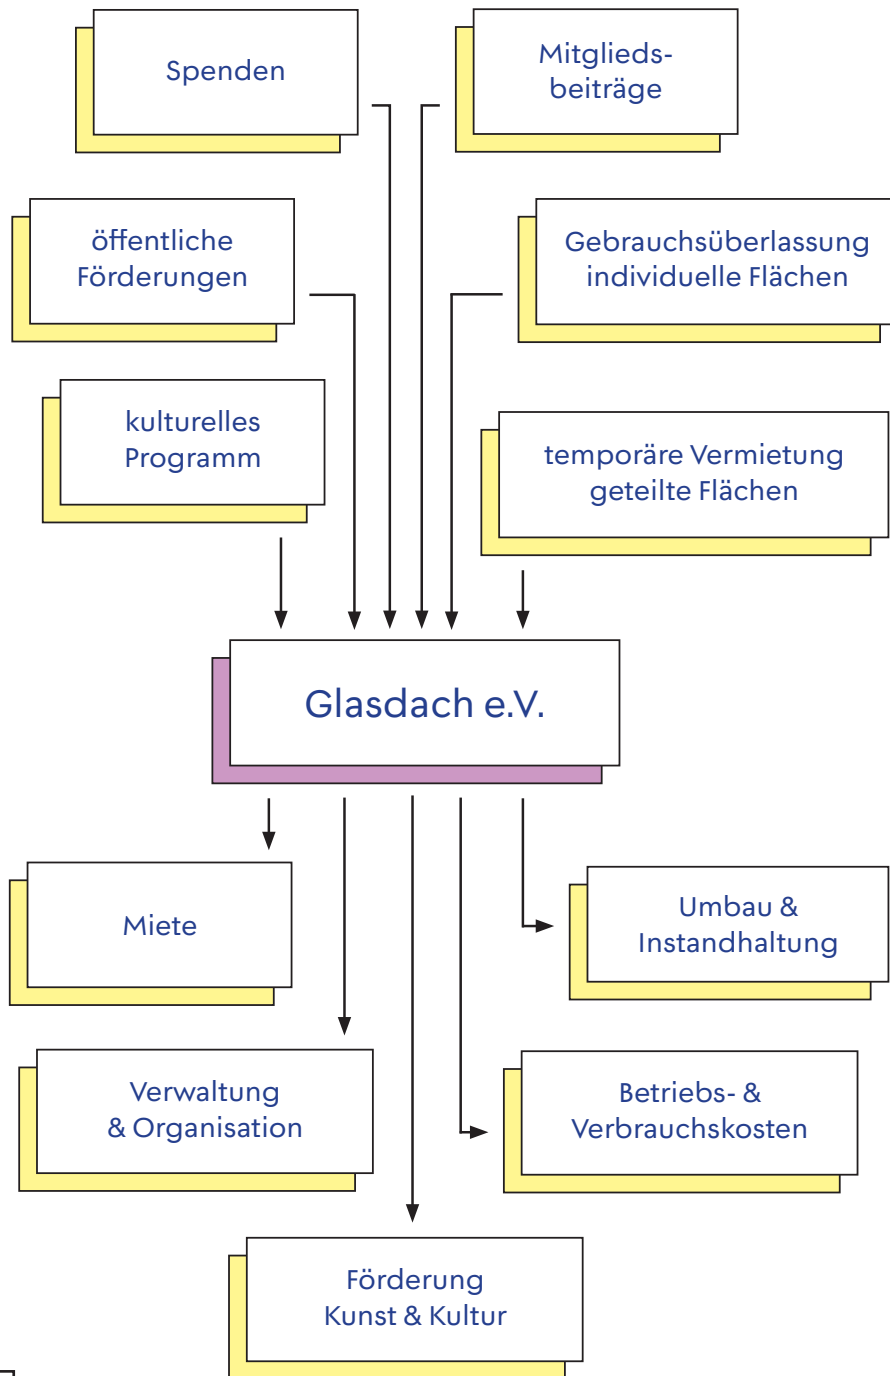 Spenden
Mitglieds-
beiträge
öffentliche
Förderungen
Gebrauchsüberlassung
individuelle Flächen
kulturelles
Programm
temporäre Vermietung
geteilte Flächen
Glasdach e.V.
Miete
Umbau &
Instandhaltung
Verwaltung
& Organisation
Betriebs- &
Verbrauchskosten
Förderung
Kunst & Kultur